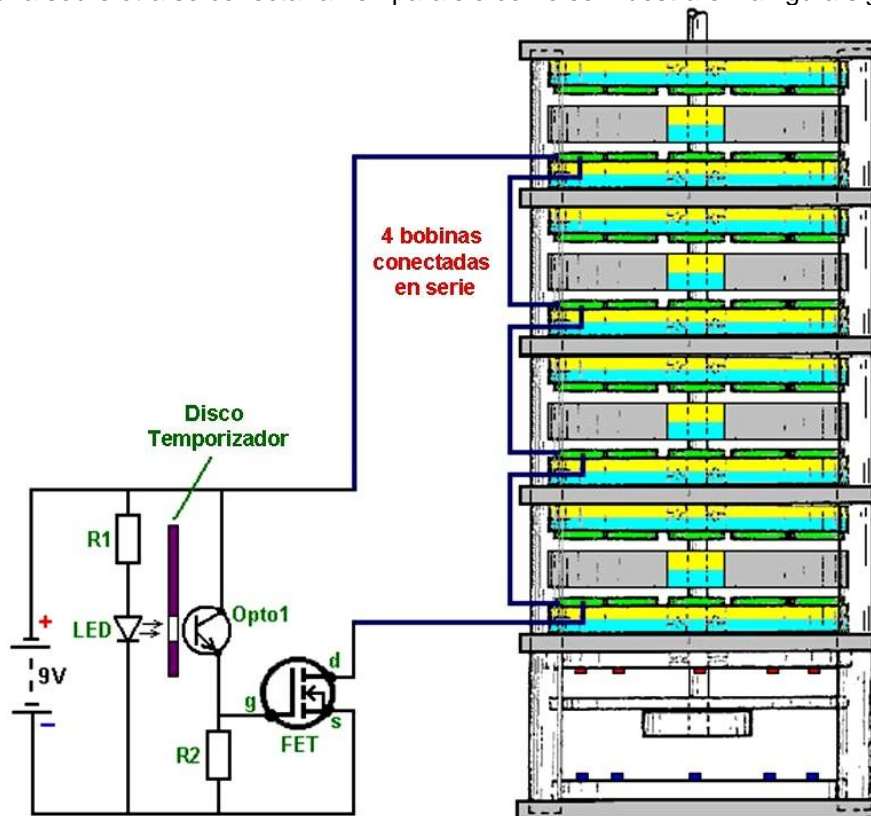 4 bobinas
conectadas
en serie
Disco
Temporizador
R1
LED
Opto1
+
9V
−
d
g
s
R2
FET